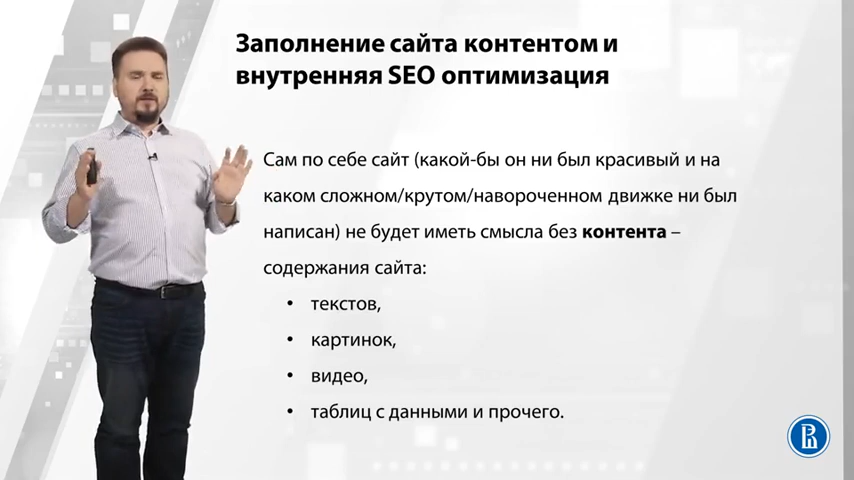 Заполнение сайта контентом и
внутренняя SEO оптимизация
Сам по себе сайт (какой-бы он ни был красивый и на
каком сложном/крутом/навороченном движке ни был
написан) не будет иметь смысла без контента –
содержания сайта:
• текстов,
• картинок,
• видео,
• таблиц с данными и прочего.